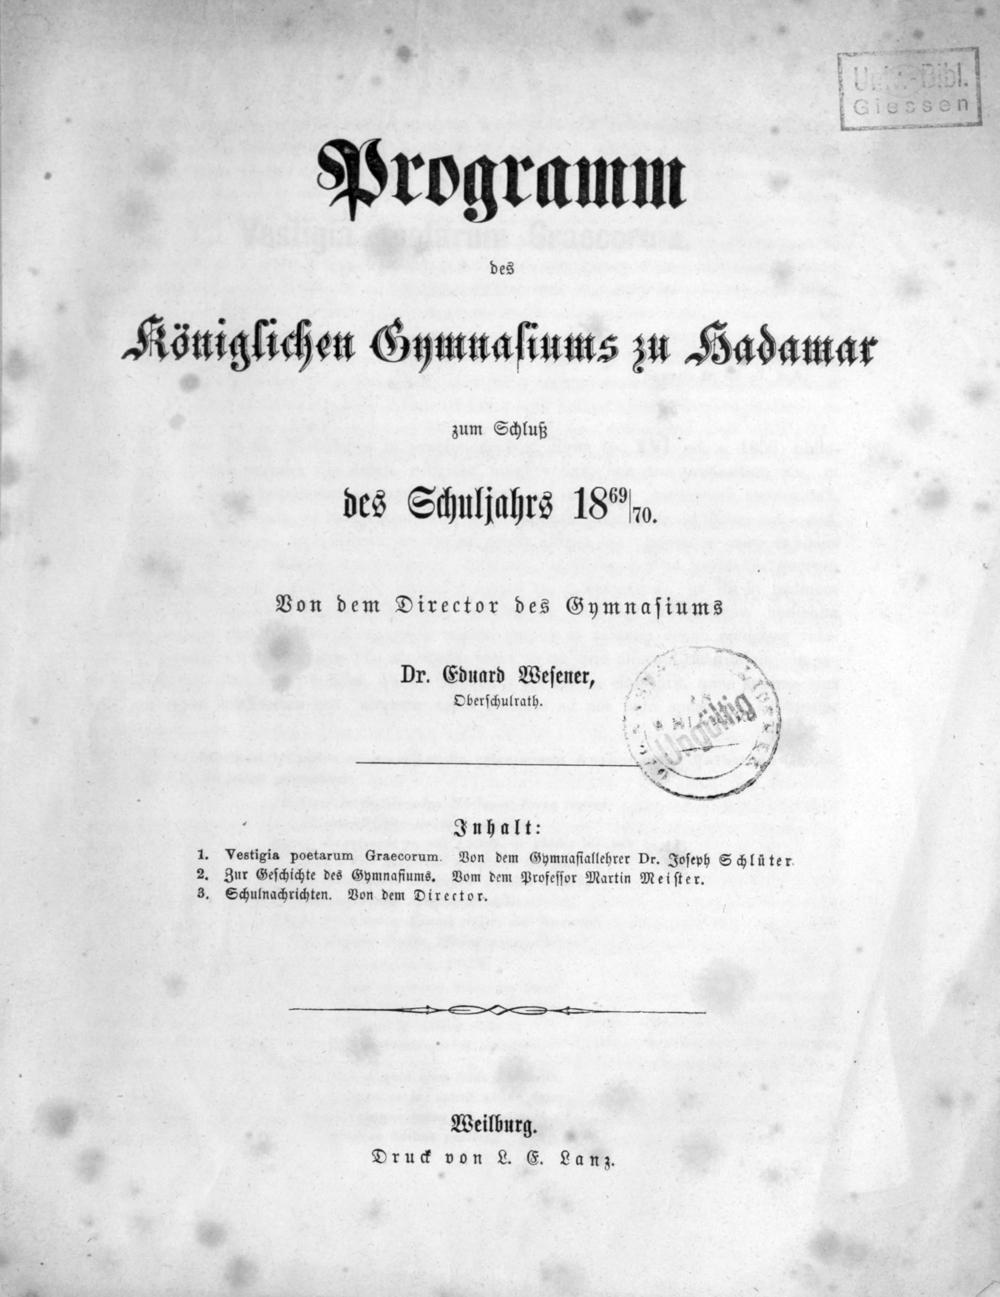 Univ.-Bibl.
Giessen
Programm
des
Königlichen Gymnasiums zu Hadamar
zum Schluß
des Schuljahrs 18⁶⁹|₇₀.
Von dem Director des Gymnasiums
Dr. Eduard Wesener,
Oberschulrath.
Ungültig
Inhalt:
1. Vestigia poetarum Graecorum. Von dem Gymnasiallehrer Dr. Joseph Schlüter.
2. Zur Geschichte des Gymnasiums. Vom dem Professor Martin Meister.
3. Schulnachrichten. Von dem Director.
Weilburg.
Druck von L. E. Lanz.